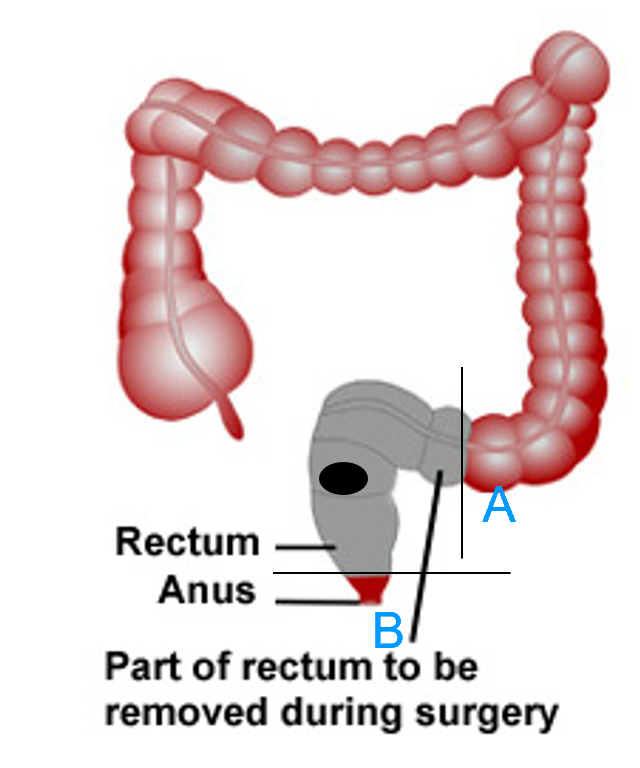 A
Rectum
Anus
B
Part of rectum to be
removed during surgery